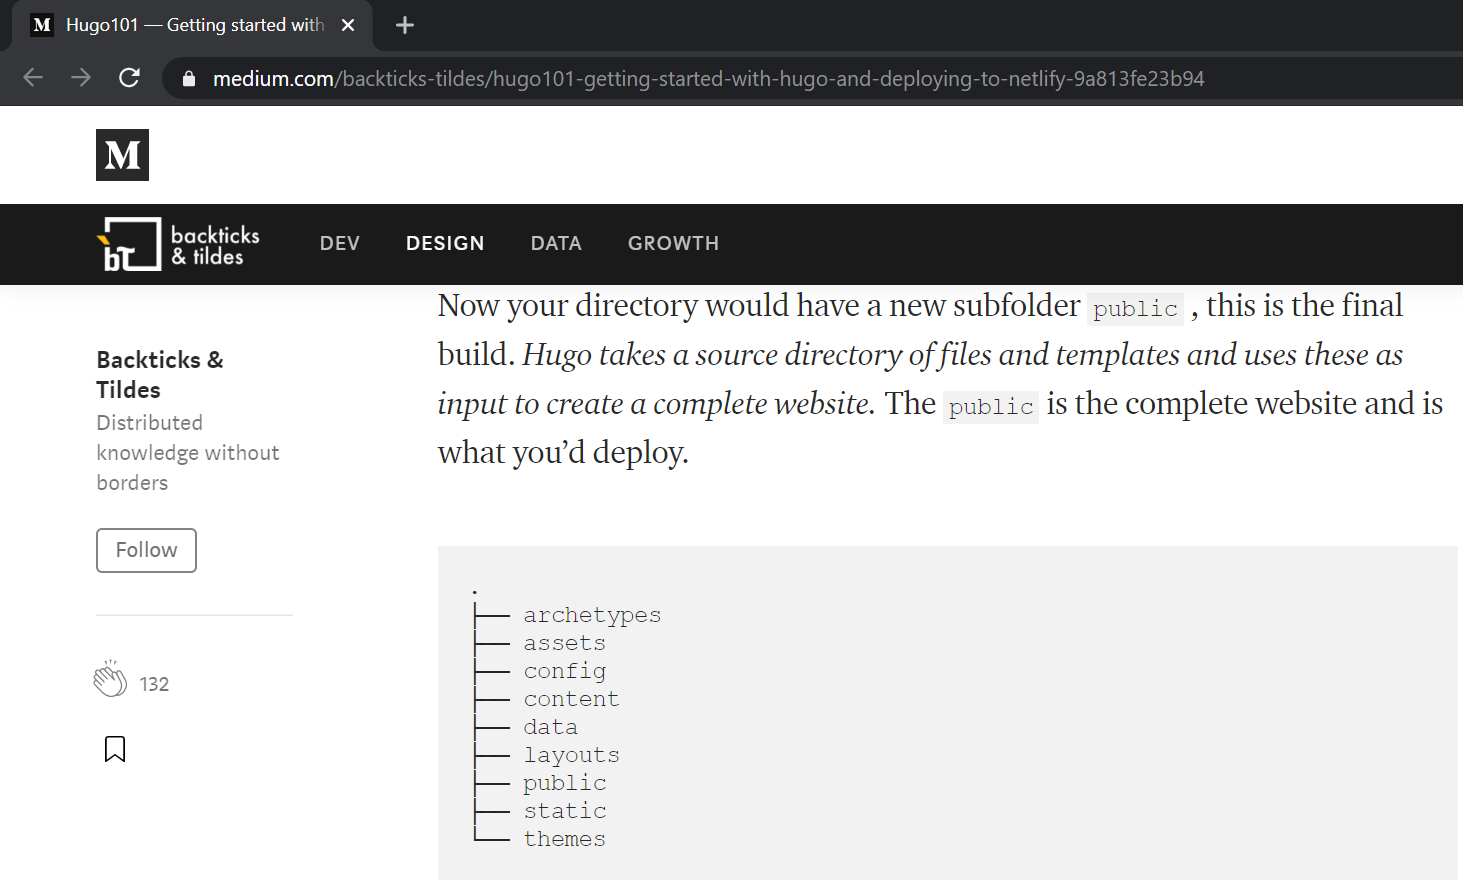 M Hugo101 — Getting started with
medium.com/backticks-tildes/hugo101-getting-started-with-hugo-and-deploying-to-netlify-9a813fe23b94
M
bT backticks & tildes DEV DESIGN DATA GROWTH
Now your directory would have a new subfolder public , this is the final
build. Hugo takes a source directory of files and templates and uses these as
input to create a complete website. The public is the complete website and is
what you’d deploy.
Backticks &
Tildes
Distributed
knowledge without
borders
Follow
132
.
├── archetypes
├── assets
├── config
├── content
├── data
├── layouts
├── public
├── static
└── themes